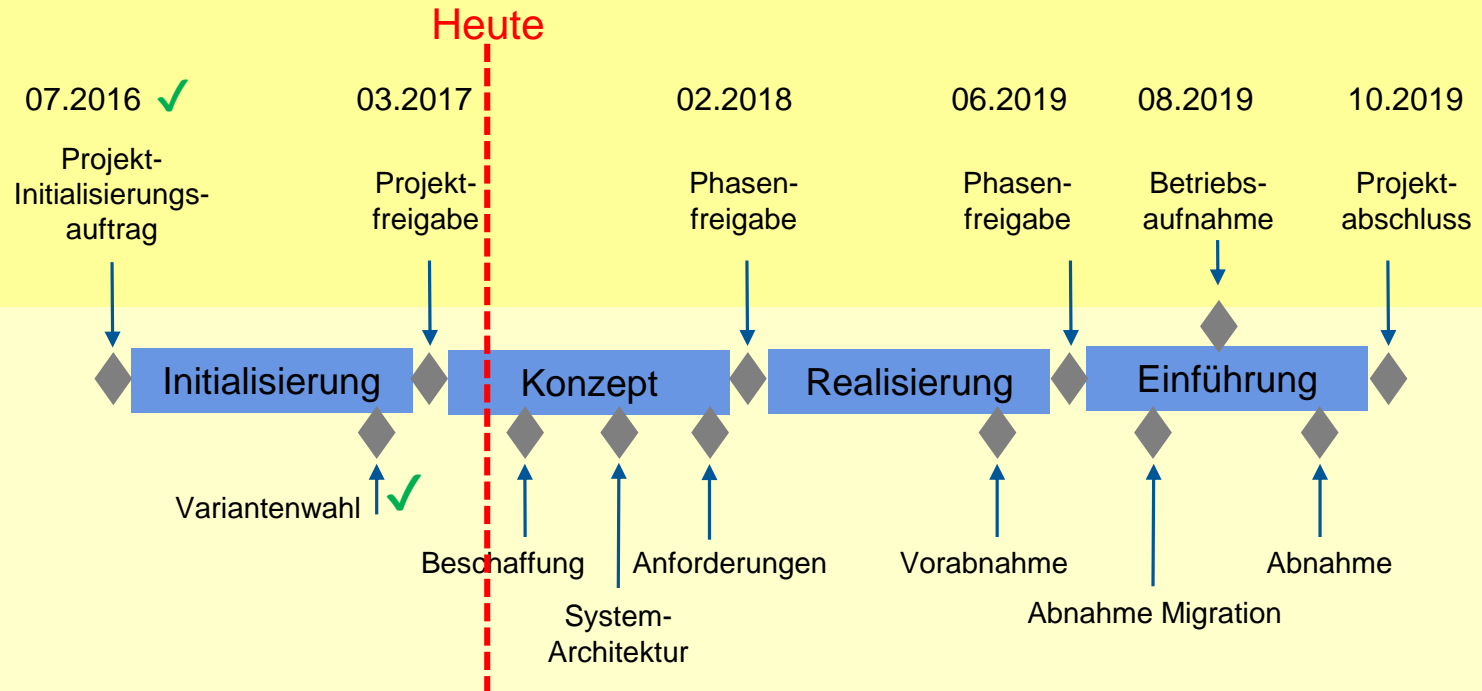 Heute
07.2016 ✓
03.2017
02.2018
06.2019
08.2019
10.2019
Projekt-
Initialisierungs-
auftrag
Projekt-
freigabe
Phasen-
freigabe
Phasen-
freigabe
Betriebs-
aufnahme
Projekt-
abschluss
Initialisierung
Konzept
Realisierung
Einführung
Variantenwahl ✓
Beschaffung
System-
Architektur
Anforderungen
Vorabnahme
Abnahme Migration
Abnahme